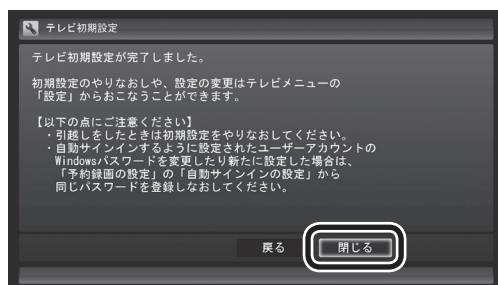 テレビ初期設定
テレビ初期設定が完了しました。
初期設定のやりなおしや、設定の変更はテレビメニューの
「設定」からおこなうことができます。
【以下の点にご注意ください】
・引越しをしたときは初期設定をやりなおしてください。
・自動サインインするように設定されたユーザーアカウントの
Windowsパスワードを変更したり新たに設定した場合は、
「予約録画の設定」の「自動サインインの設定」から
同じパスワードを登録しなおしてください。
戻る 閉じる